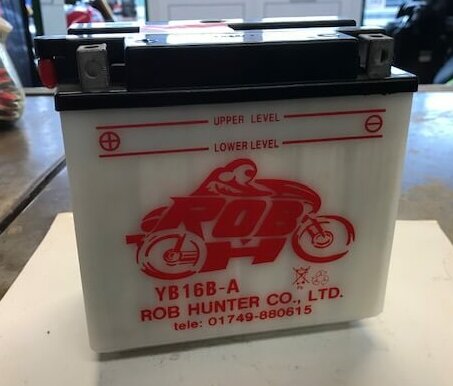 UPPER LEVEL
LOWER LEVEL
ROB
H
YB16B-A
ROB HUNTER CO., LTD.
tele: 01749-880615